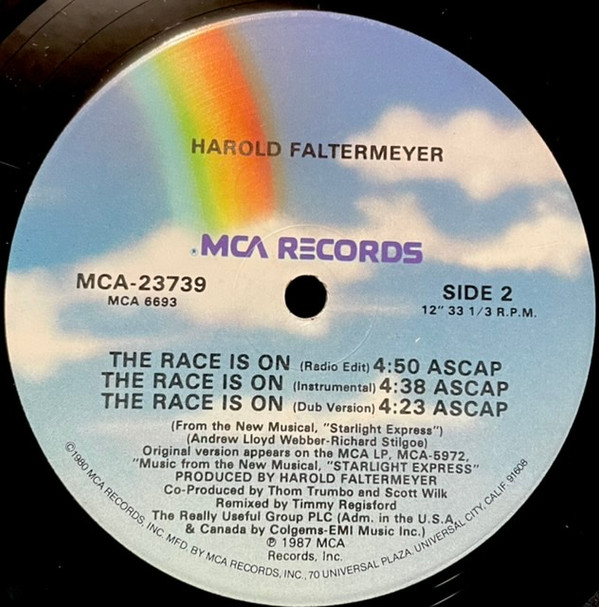 HAROLD FALTERMEYER
MCA RECORDS
MCA-23739
MCA 6693
SIDE 2
12" 33 1/3 R.P.M.
THE RACE IS ON (Radio Edit) 4:50 ASCAP
THE RACE IS ON (Instrumental) 4:38 ASCAP
THE RACE IS ON (Dub Version) 4:23 ASCAP
(From the New Musical, "Starlight Express")
(Andrew Lloyd Webber-Richard Stilgoe)
Original version appears on the MCA LP, MCA-5972,
"Music from the New Musical, "STARLIGHT EXPRESS"
PRODUCED BY HAROLD FALTERMEYER
Co-Produced by Thom Trumbo and Scott Wilk
Remixed by Timmy Regisford
The Really Useful Group PLC (Adm. in the U.S.A.
& Canada by Colgems-EMI Music Inc.)
℗ 1987 MCA
Records, Inc.
©1980 MCA RECORDS, INC. MFD. BY MCA RECORDS, INC., 70 UNIVERSAL PLAZA, UNIVERSAL CITY, CALIF. 91608